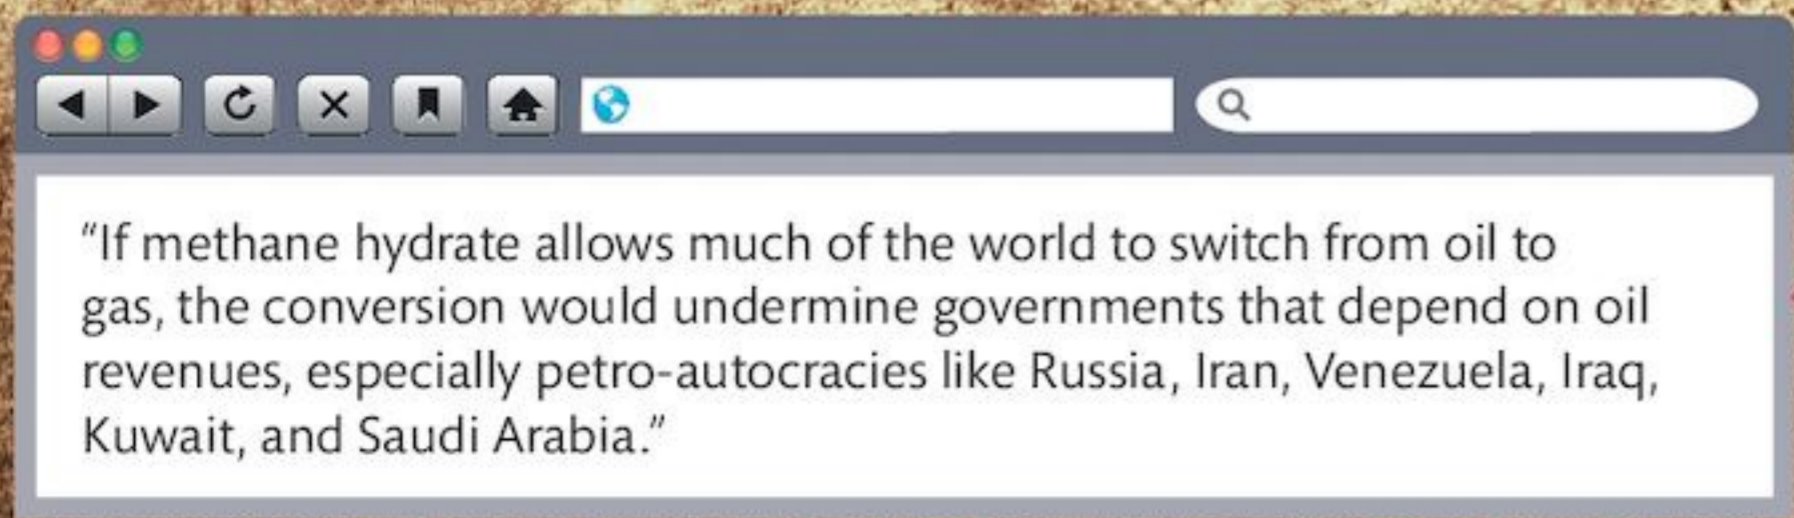 “If methane hydrate allows much of the world to switch from oil to
gas, the conversion would undermine governments that depend on oil
revenues, especially petro-autocracies like Russia, Iran, Venezuela, Iraq,
Kuwait, and Saudi Arabia.”